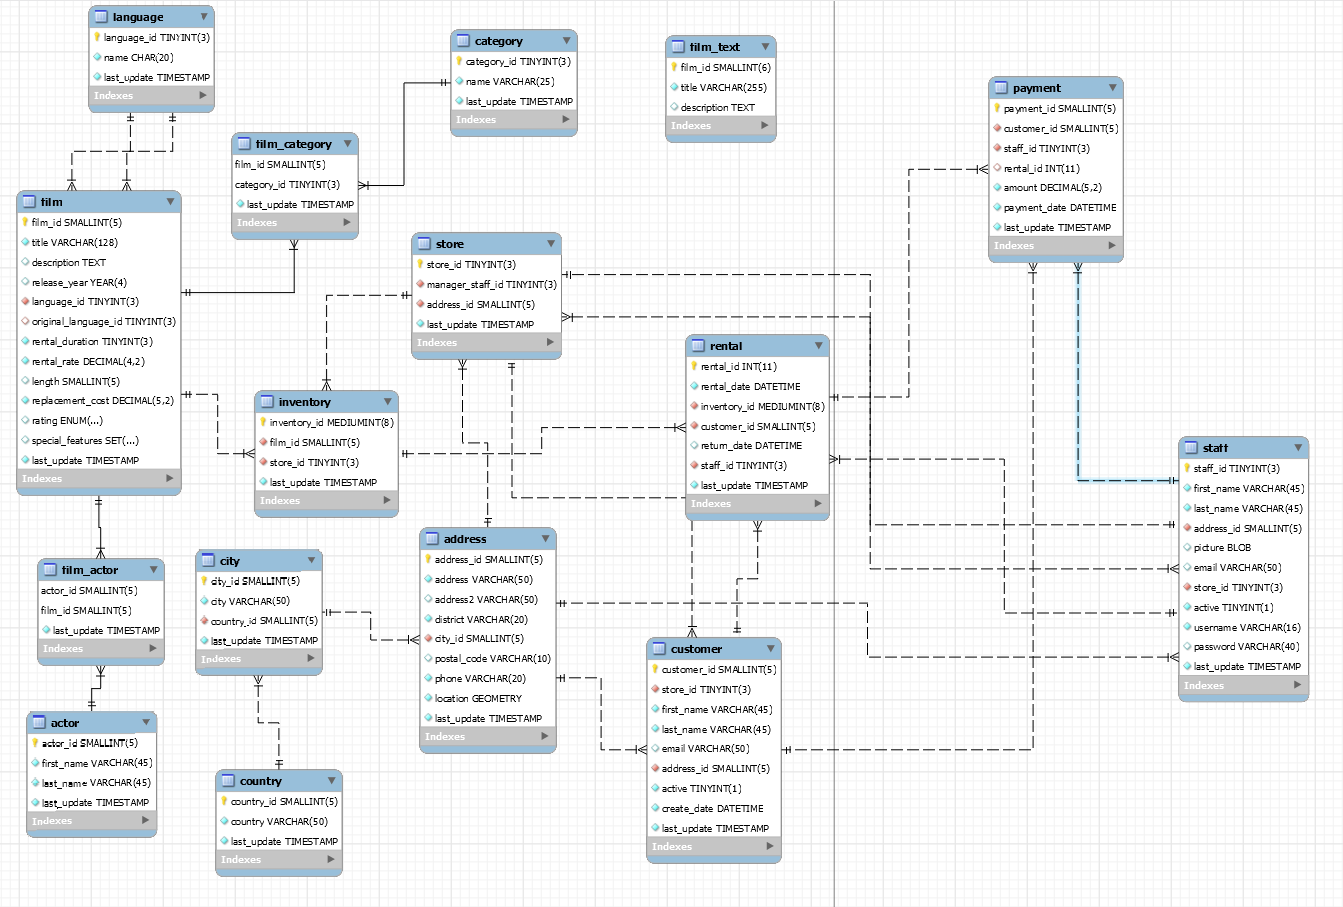 language
language_id TINYINT(3)
name CHAR(20)
last_update TIMESTAMP
Indexes
category
category_id TINYINT(3)
name VARCHAR(25)
last_update TIMESTAMP
Indexes
film_text
film_id SMALLINT(6)
title VARCHAR(255)
description TEXT
Indexes
payment
payment_id SMALLINT(5)
customer_id SMALLINT(5)
staff_id TINYINT(3)
rental_id INT(11)
amount DECIMAL(5,2)
payment_date DATETIME
last_update TIMESTAMP
Indexes
film_category
film_id SMALLINT(5)
category_id TINYINT(3)
last_update TIMESTAMP
Indexes
film
film_id SMALLINT(5)
title VARCHAR(128)
description TEXT
release_year YEAR(4)
language_id TINYINT(3)
original_language_id TINYINT(3)
rental_duration TINYINT(3)
rental_rate DECIMAL(4,2)
length SMALLINT(5)
replacement_cost DECIMAL(5,2)
rating ENUM(...)
special_features SET(...)
last_update TIMESTAMP
Indexes
store
store_id TINYINT(3)
manager_staff_id TINYINT(3)
address_id SMALLINT(5)
last_update TIMESTAMP
Indexes
rental
rental_id INT(11)
rental_date DATETIME
inventory_id MEDIUMINT(8)
customer_id SMALLINT(5)
return_date DATETIME
staff_id TINYINT(3)
last_update TIMESTAMP
Indexes
inventory
inventory_id MEDIUMINT(8)
film_id SMALLINT(5)
store_id TINYINT(3)
last_update TIMESTAMP
Indexes
staff
staff_id TINYINT(3)
first_name VARCHAR(45)
last_name VARCHAR(45)
address_id SMALLINT(5)
picture BLOB
email VARCHAR(50)
store_id TINYINT(3)
active TINYINT(1)
username VARCHAR(16)
password VARCHAR(40)
last_update TIMESTAMP
Indexes
address
address_id SMALLINT(5)
address VARCHAR(50)
address2 VARCHAR(50)
district VARCHAR(20)
city_id SMALLINT(5)
postal_code VARCHAR(10)
phone VARCHAR(20)
location GEOMETRY
last_update TIMESTAMP
Indexes
city
city_id SMALLINT(5)
city VARCHAR(50)
country_id SMALLINT(5)
last_update TIMESTAMP
Indexes
film_actor
actor_id SMALLINT(5)
film_id SMALLINT(5)
last_update TIMESTAMP
Indexes
customer
customer_id SMALLINT(5)
store_id TINYINT(3)
first_name VARCHAR(45)
last_name VARCHAR(45)
email VARCHAR(50)
address_id SMALLINT(5)
active TINYINT(1)
create_date DATETIME
last_update TIMESTAMP
Indexes
actor
actor_id SMALLINT(5)
first_name VARCHAR(45)
last_name VARCHAR(45)
last_update TIMESTAMP
Indexes
country
country_id SMALLINT(5)
country VARCHAR(50)
last_update TIMESTAMP
Indexes